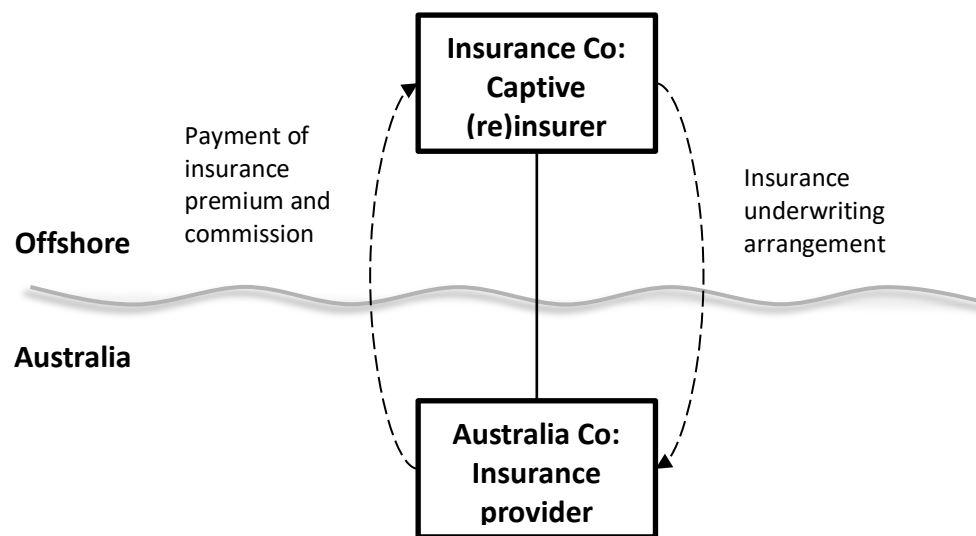 Insurance Co:
Captive
(re)insurer
Payment of
insurance
premium and
commission
Insurance
underwriting
arrangement
Offshore
Australia
Australia Co:
Insurance
provider